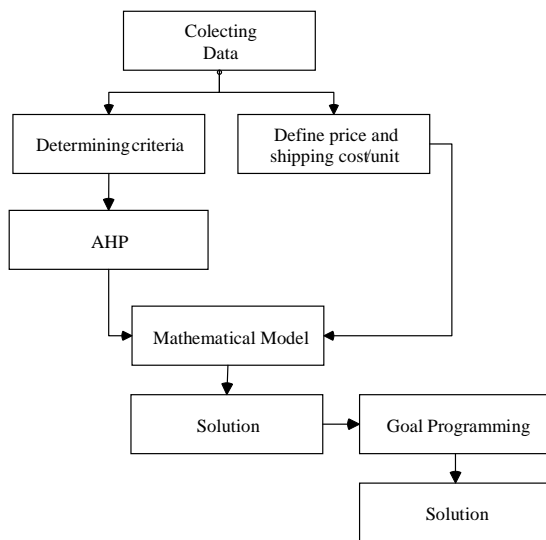 Colecting
Data
Determining criteria
Define price and
shipping cost/unit
AHP
Mathematical Model
Solution
Goal Programming
Solution